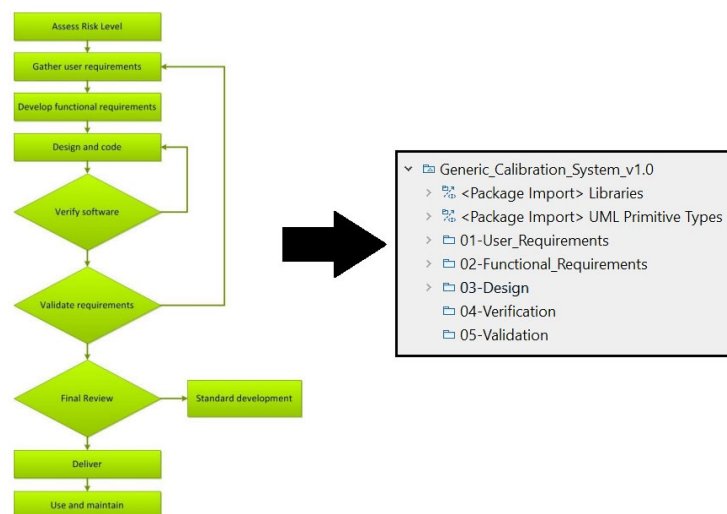 Assess Risk Level
Gather user requirements
Develop functional requirements
Design and code
Verify software
Validate requirements
Final Review
Standard development
Deliver
Use and maintain
Generic_Calibration_System_v1.0
<Package Import> Libraries
<Package Import> UML Primitive Types
01-User_Requirements
02-Functional_Requirements
03-Design
04-Verification
05-Validation